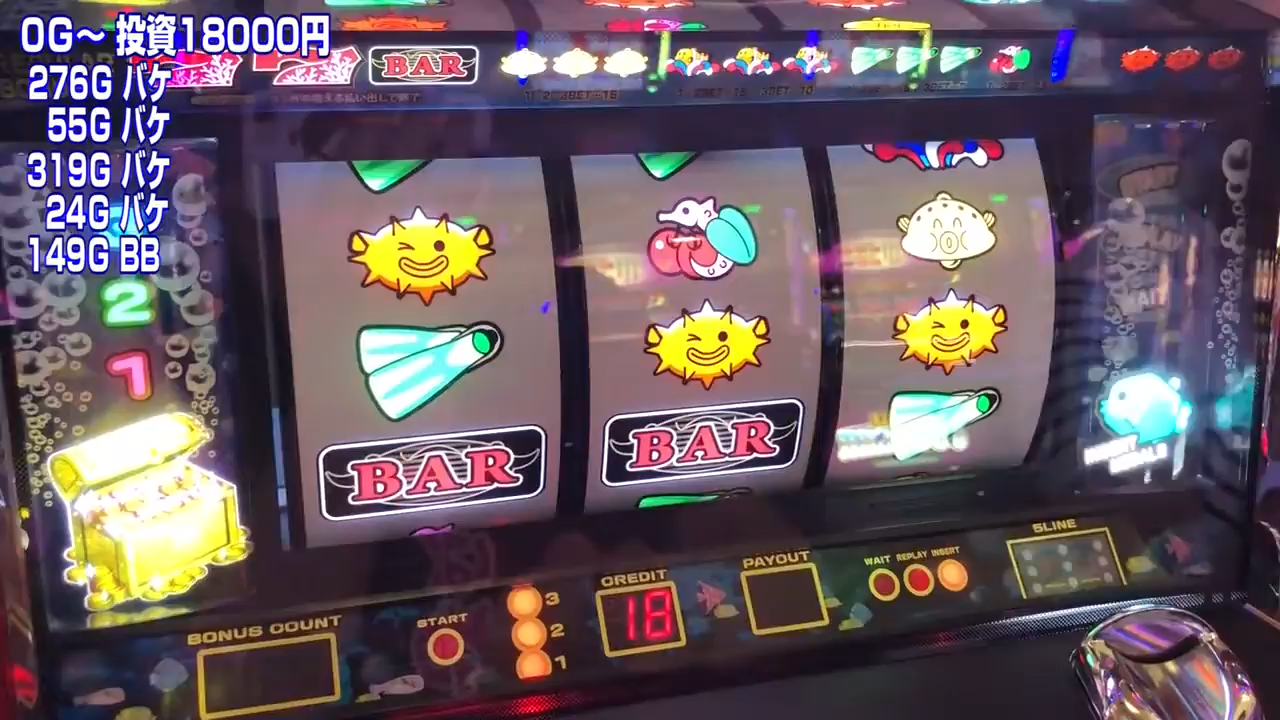 0G～ 投資18000円
276G バケ
55G バケ
319G バケ
24G バケ
149G BB
BAR
2
1
BAR
BAR
BONUS COUNT
START
3
2
1
CREDIT
18
PAYOUT
WAIT REPLAY INSERT
5LINE